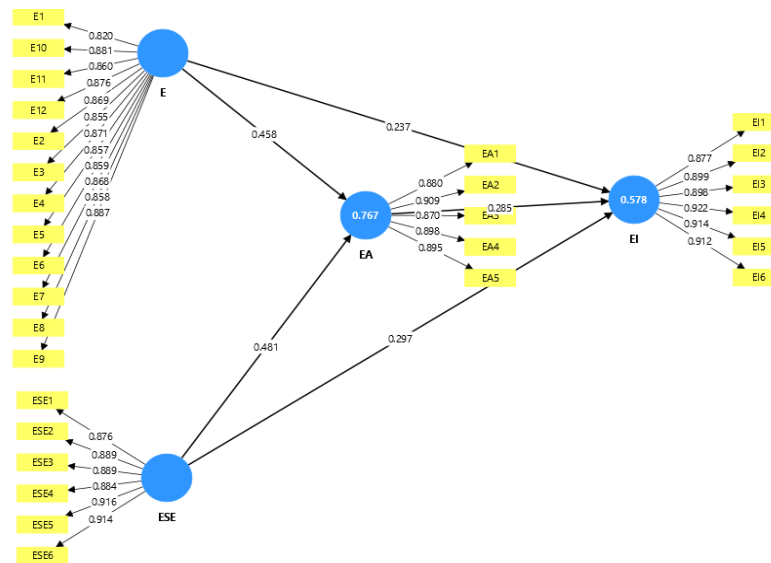 E1
E10
E11
E12
E2
E3
E4
E5
E6
E7
E8
E9
0.820
0.881
0.860
0.876
0.869
0.855
0.871
0.857
0.859
0.868
0.858
0.887
E
0.458
0.237
EA1
EA2
EA3
EA4
EA5
0.880
0.909
0.870
0.898
0.895
0.285
0.767
EA
0.578
EI
0.877
0.899
0.898
0.922
0.914
0.912
EI1
EI2
EI3
EI4
EI5
EI6
0.481
0.297
ESE1
ESE2
ESE3
ESE4
ESE5
ESE6
0.876
0.889
0.889
0.884
0.916
0.914
ESE